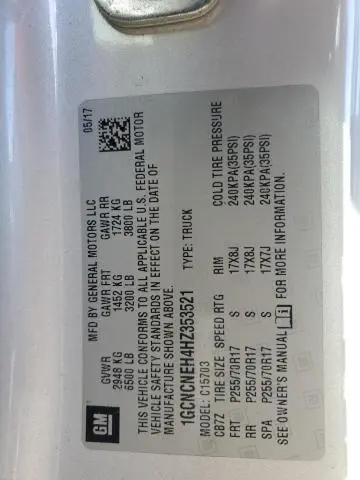 GM
MFD BY GENERAL MOTORS LLC
05/17
GVWR GAWR FRT GAWR RR
2948 KG 1452 KG 1724 KG
6500 LB 3200 LB 3800 LB
THIS VEHICLE CONFORMS TO ALL APPLICABLE U.S. FEDERAL MOTOR
VEHICLE SAFETY STANDARDS IN EFFECT ON THE DATE OF
MANUFACTURE SHOWN ABOVE.
1GCNCNEH4HZ363521 TYPE: TRUCK
MODEL: C15703
CB7Z TIRE SIZE SPEED RTG RIM COLD TIRE PRESSURE
FRT P255/70R17 S 17X8J 240KPA(35PSI)
RR P255/70R17 S 17X8J 240KPA(35PSI)
SPA P255/70R17 S 17X7J 240KPA(35PSI)
SEE OWNER'S MANUAL FOR MORE INFORMATION.